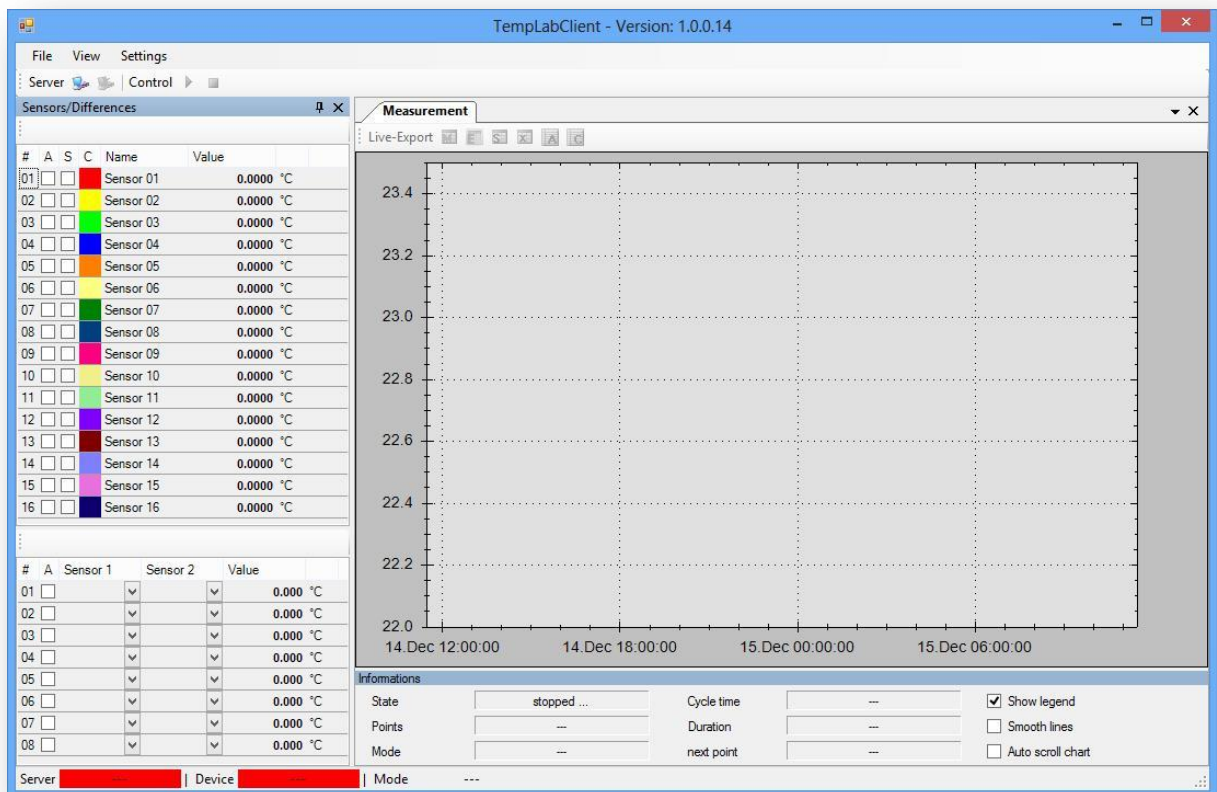 TempLabClient - Version: 1.0.0.14
File View Settings
Server Control
Sensors/Differences
# A S C Name Value
01 Sensor 01 0.0000 °C
02 Sensor 02 0.0000 °C
03 Sensor 03 0.0000 °C
04 Sensor 04 0.0000 °C
05 Sensor 05 0.0000 °C
06 Sensor 06 0.0000 °C
07 Sensor 07 0.0000 °C
08 Sensor 08 0.0000 °C
09 Sensor 09 0.0000 °C
10 Sensor 10 0.0000 °C
11 Sensor 11 0.0000 °C
12 Sensor 12 0.0000 °C
13 Sensor 13 0.0000 °C
14 Sensor 14 0.0000 °C
15 Sensor 15 0.0000 °C
16 Sensor 16 0.0000 °C
# A Sensor 1 Sensor 2 Value
01 0.000 °C
02 0.000 °C
03 0.000 °C
04 0.000 °C
05 0.000 °C
06 0.000 °C
07 0.000 °C
08 0.000 °C
Measurement
Live-Export M E S X A C
23.4
23.2
23.0
22.8
22.6
22.4
22.2
22.0
14.Dec 12:00:00 14.Dec 18:00:00 15.Dec 00:00:00 15.Dec 06:00:00
Informations
State stopped ... Cycle time --- Show legend
Points --- Duration --- Smooth lines
Mode --- next point --- Auto scroll chart
Server --- | Device --- | Mode ---